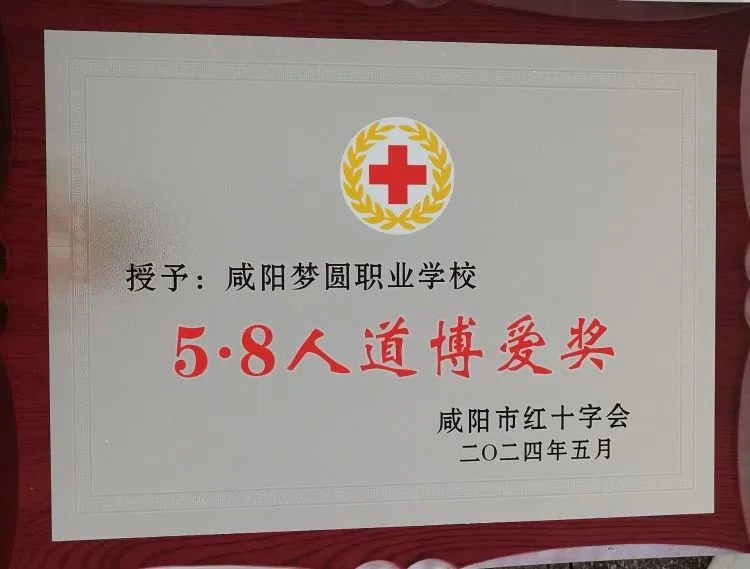 授予：咸阳梦圆职业学校
5·8人道博爱奖
咸阳市红十字会
二〇二四年五月